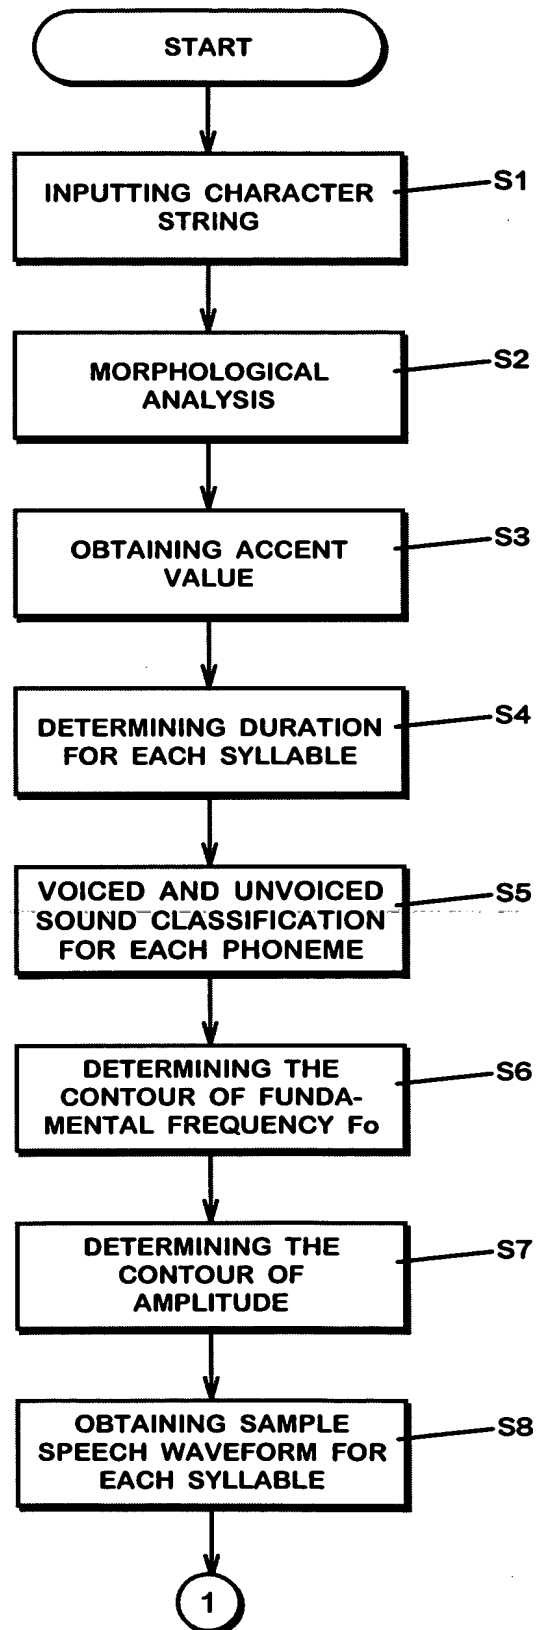 START
INPUTTING CHARACTER
STRING
S1
MORPHOLOGICAL
ANALYSIS
S2
OBTAINING ACCENT
VALUE
S3
DETERMINING DURATION
FOR EACH SYLLABLE
S4
VOICED AND UNVOICED
SOUND CLASSIFICATION
FOR EACH PHONEME
S5
DETERMINING THE
CONTOUR OF FUNDA-
MENTAL FREQUENCY Fo
S6
DETERMINING THE
CONTOUR OF
AMPLITUDE
S7
OBTAINING SAMPLE
SPEECH WAVEFORM FOR
EACH SYLLABLE
S8
1